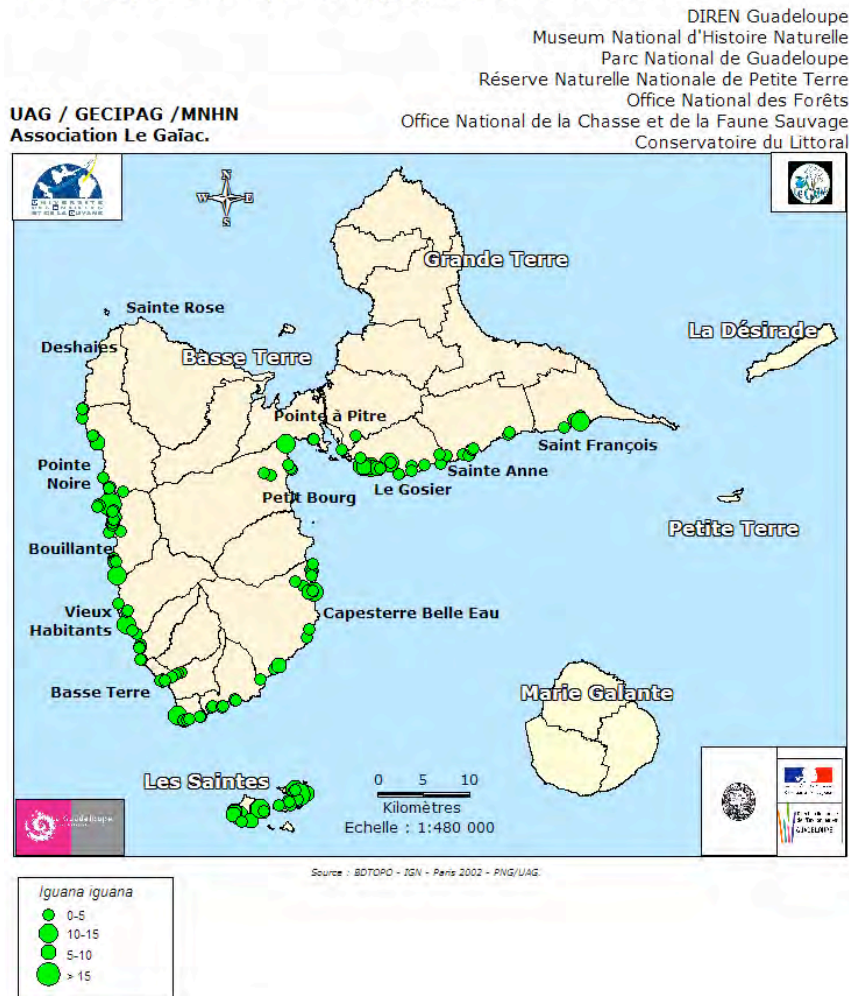 DIREN Guadeloupe
Museum National d'Histoire Naturelle
Parc National de Guadeloupe
Réserve Naturelle Nationale de Petite Terre
Office National des Forêts
Office National de la Chasse et de la Faune Sauvage
Conservatoire du Littoral
UAG / GECIPAG /MNHN
Association Le Gaïac.
N
W
E
S
Grande Terre
Sainte Rose
La Désirade
Deshaies
Basse Terre
Pointe à Pitre
Saint François
Pointe
Noire
Sainte Anne
Le Gosier
Petit Bourg
Petite Terre
Bouillante
Vieux
Habitants
Capesterre Belle Eau
Basse Terre
Marie Galante
Les Saintes
0 5 10
Kilomètres
Echelle : 1:480 000
GUADELOUPE
Source : BDTOPO - IGN - Paris 2002 - PNG/UAG.
Iguana iguana
0-5
10-15
5-10
> 15